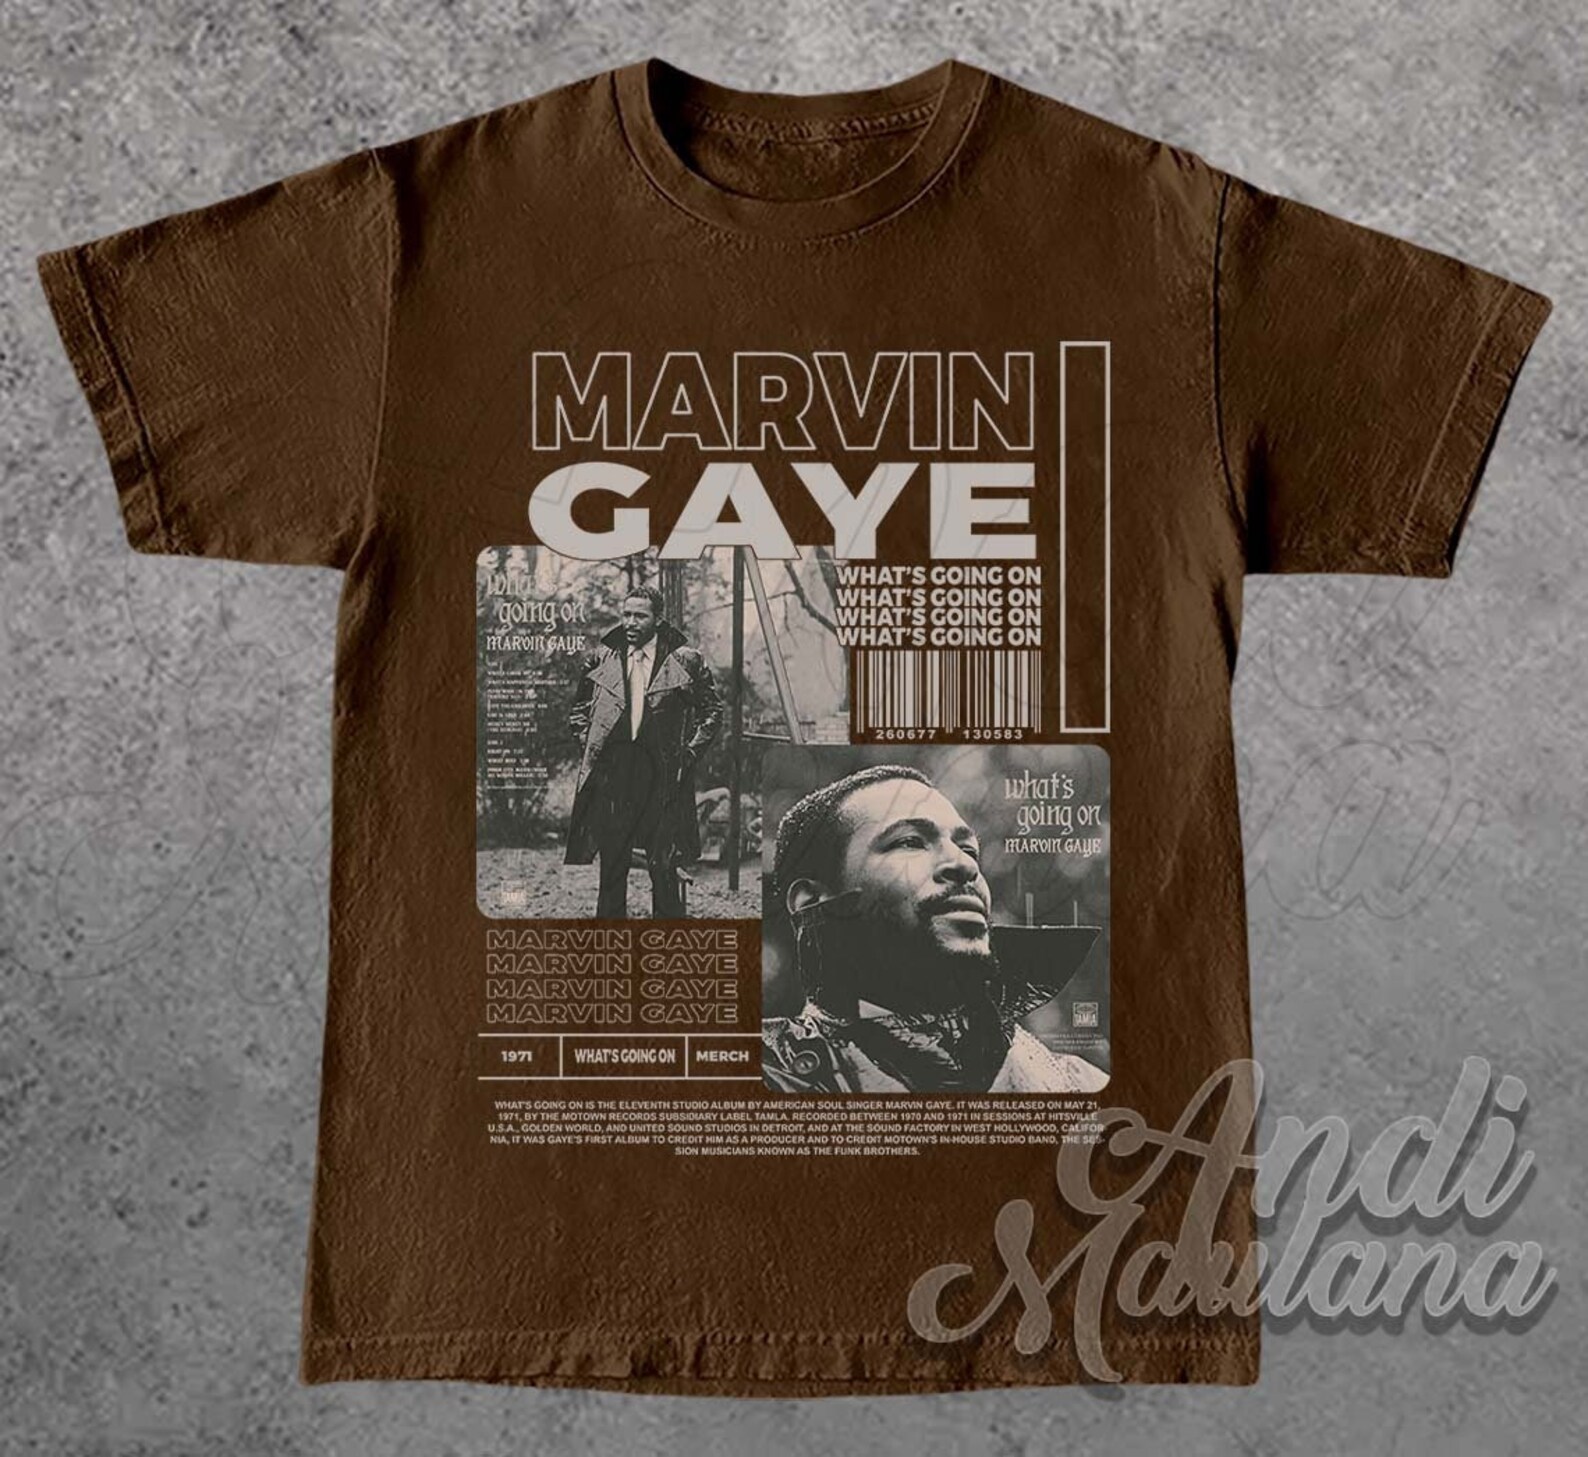 MARVIN
GAYE
WHAT'S GOING ON
WHAT'S GOING ON
WHAT'S GOING ON
WHAT'S GOING ON
260677 130583
what's
going on
MARVIN GAYE
what's
going on
MARVIN GAYE
TAMLA
MARVIN GAYE
MARVIN GAYE
MARVIN GAYE
MARVIN GAYE
1971 WHAT'S GOING ON MERCH
WHAT'S GOING ON IS THE ELEVENTH STUDIO ALBUM BY AMERICAN SOUL SINGER MARVIN GAYE. IT WAS RELEASED ON MAY 21,
1971, BY THE MOTOWN RECORDS SUBSIDIARY LABEL TAMLA. RECORDED BETWEEN 1970 AND 1971 IN SESSIONS AT HITSVILLE
U.S.A., GOLDEN WORLD, AND UNITED SOUND STUDIOS IN DETROIT, AND AT THE SOUND FACTORY IN WEST HOLLYWOOD, CALIFOR-
NIA, IT WAS GAYE'S FIRST ALBUM TO CREDIT HIM AS A PRODUCER AND TO CREDIT MOTOWN'S IN-HOUSE STUDIO BAND, THE SES-
SION MUSICIANS KNOWN AS THE FUNK BROTHERS.
Andi
Maulana